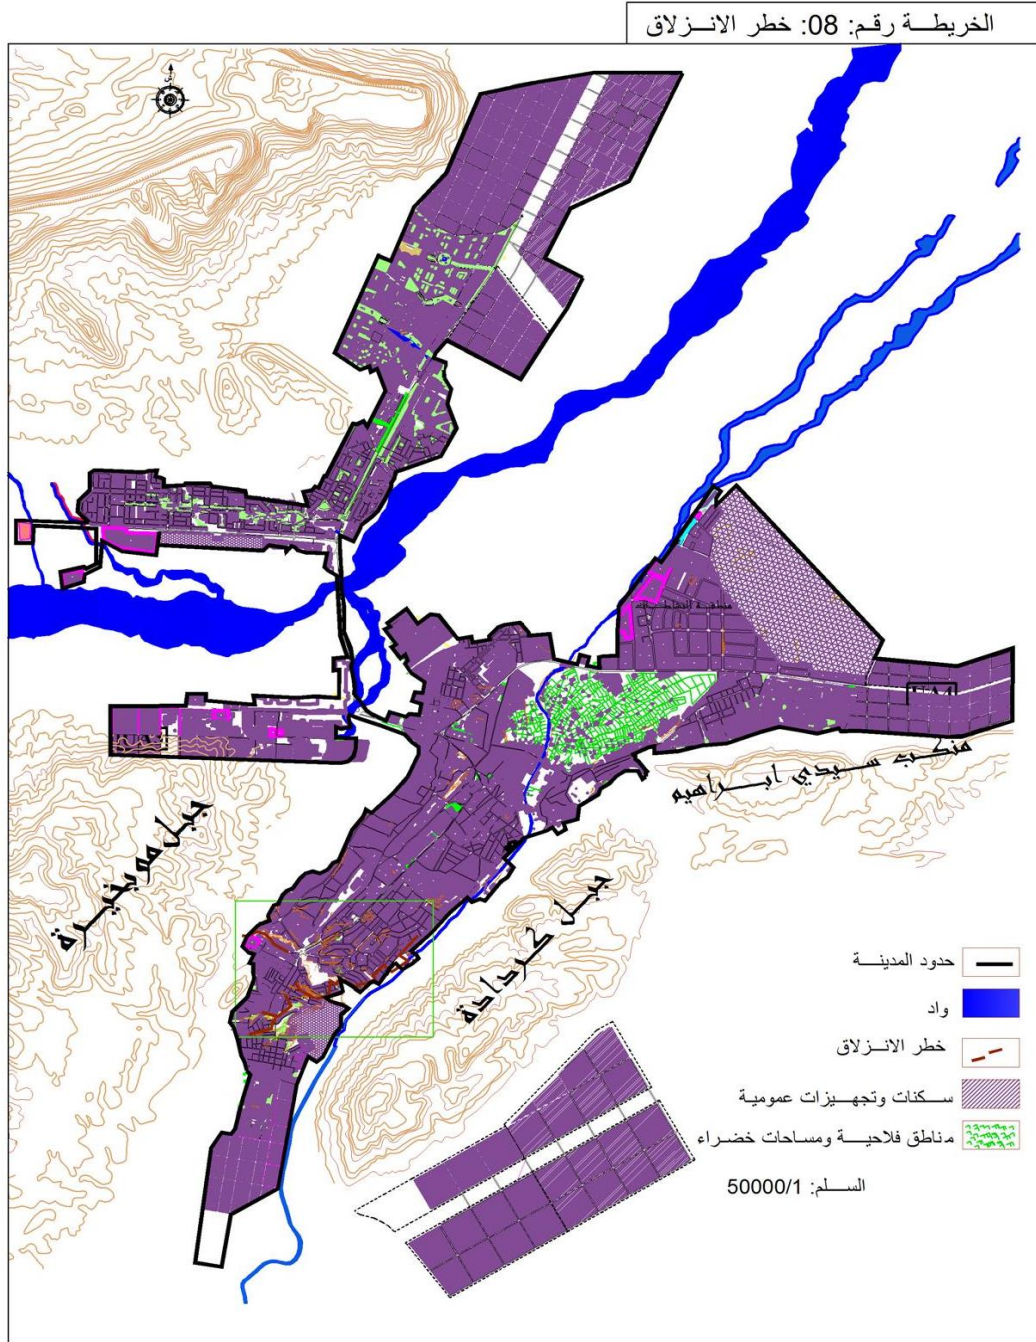 الخريطة رقم: 08: خطر الانزلاق
منكب سيدي ابراهيم
جبل موبخيرة
جبل كردادة
حدود المدينة
واد
خطر الانزلاق
سكنات وتجهيزات عمومية
مناطق فلاحية ومساحات خضراء
السلم: 50000/1